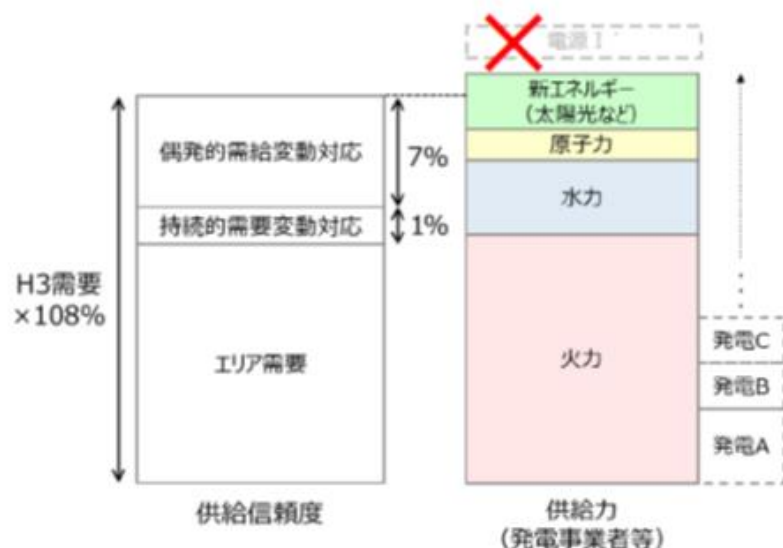 電源Ⅰ
新エネルギー
(太陽光など)
原子力
水力
火力
偶発的需給変動対応
7%
持続的需要変動対応
1%
H3需要
×108%
エリア需要
発電C
発電B
発電A
供給信頼度
供給力
(発電事業者等)